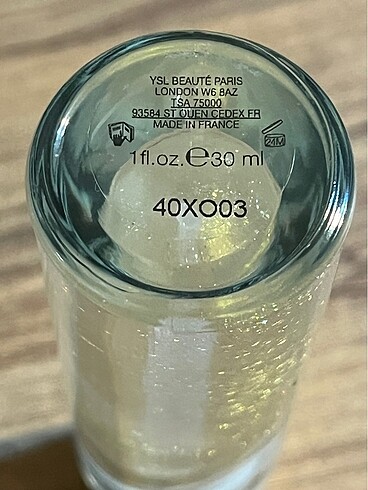 YSL BEAUTÉ PARIS
LONDON W6 8AZ
TSA 75000
93584 ST OUEN CEDEX FR
MADE IN FRANCE
24M
1fl.oz.℮30 ml
40XO03